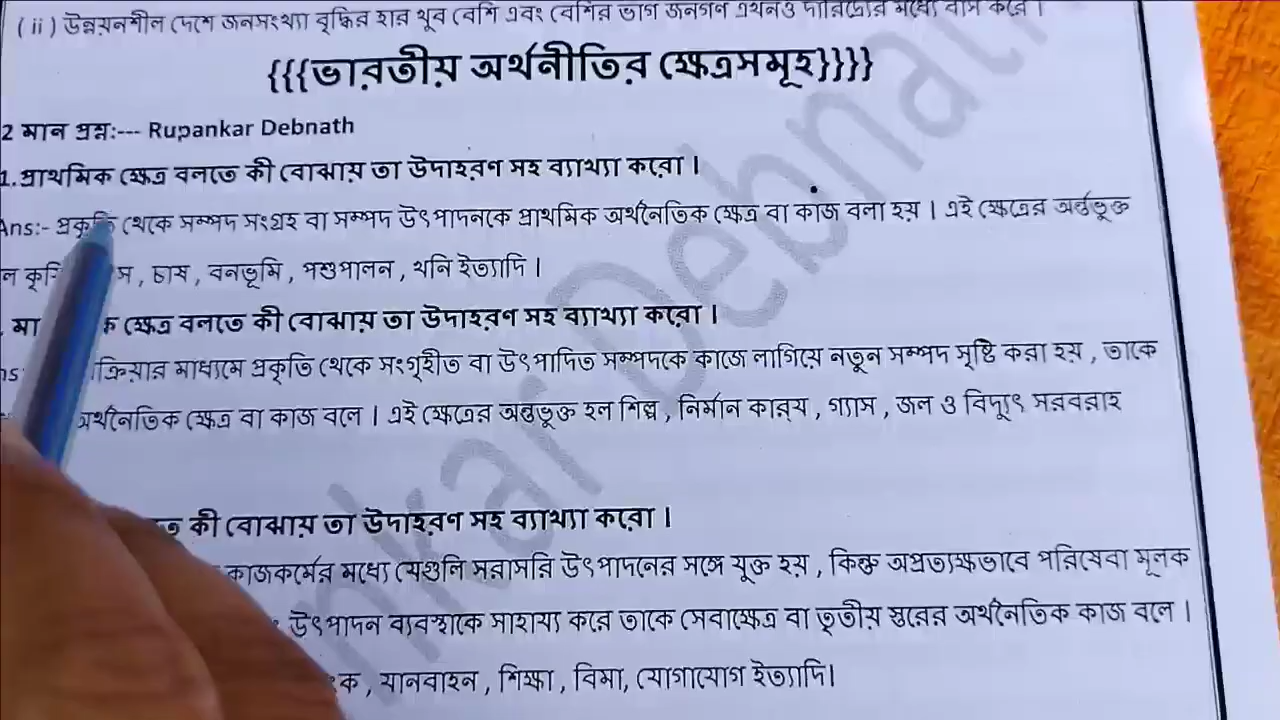 ( ii ) উন্নয়নশীল দেশে জনসংখ্যা বৃদ্ধির হার খুব বেশি এবং বেশির ভাগ জনগন এখনও দারিদ্রের মধ্যে বাস করে ।
{{{ভারতীয় অর্থনীতির ক্ষেত্রসমূহ}}}}
2 মান প্রশ্ন:--- Rupankar Debnath
1.প্রাথমিক ক্ষেত্র বলতে কী বোঝায় তা উদাহরণ সহ ব্যাখ্যা করো ।
Ans:- প্রকৃতি থেকে সম্পদ সংগ্রহ বা সম্পদ উৎপাদনকে প্রাথমিক অর্থনৈতিক ক্ষেত্র বা কাজ বলা হয় । এই ক্ষেত্রের অর্ন্তভূক্ত
ল কৃষি স , চাষ , বনভূমি , পশুপালন , খনি ইত্যাদি ।
মা ক ক্ষেত্র বলতে কী বোঝায় তা উদাহরণ সহ ব্যাখ্যা করো ।
ক্রিয়ার মাধ্যমে প্রকৃতি থেকে সংগৃহীত বা উৎপাদিত সম্পদকে কাজে লাগিয়ে নতুন সম্পদ সৃষ্টি করা হয় , তাকে
অর্থনৈতিক ক্ষেত্র বা কাজ বলে । এই ক্ষেত্রের অন্তভূক্ত হল শিল্প , নির্মান কার্য , গ্যাস , জল ও বিদ্যুৎ সরবরাহ
তে কী বোঝায় তা উদাহরণ সহ ব্যাখ্যা করো ।
কাজকর্মের মধ্যে যেগুলি সরাসরি উৎপাদনের সঙ্গে যুক্ত হয় , কিন্তু অপ্রত্যক্ষভাবে পরিষেবা মূলক
উৎপাদন ব্যবস্থাকে সাহায্য করে তাকে সেবাক্ষেত্র বা তৃতীয় স্তরের অর্থনৈতিক কাজ বলে ।
ক , যানবাহন , শিক্ষা , বিমা, যোগাযোগ ইত্যাদি।